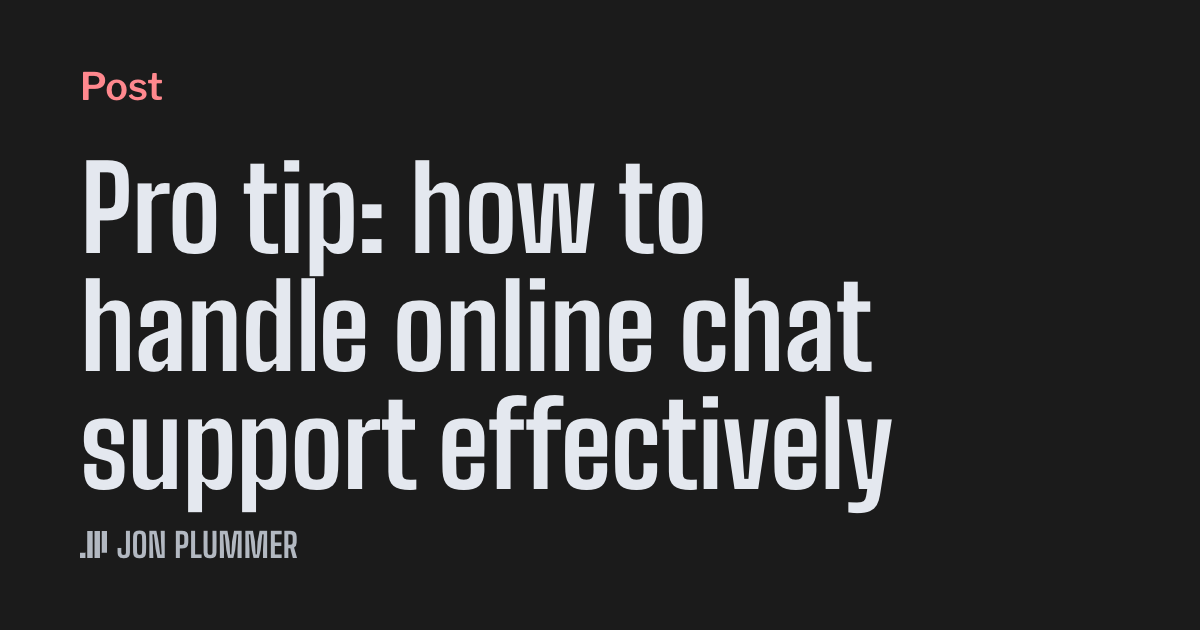 Post
Pro tip: how to
handle online chat
support effectively
JON PLUMMER